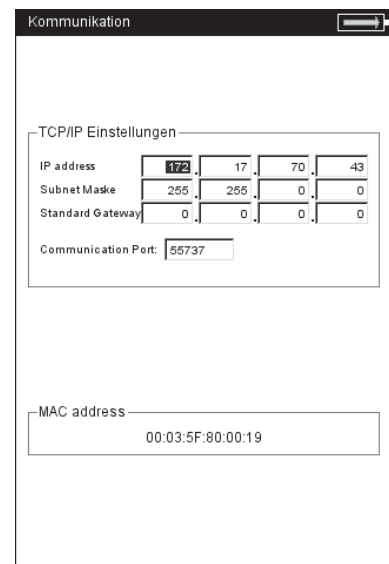 Kommunikation
TCP/IP Einstellungen
IP address 172 . 17 . 70 . 43
Subnet Maske 255 . 255 . 0 . 0
Standard Gateway 0 . 0 . 0 . 0
Communication Port: 55737
MAC address
00:03:5F:80:00:19